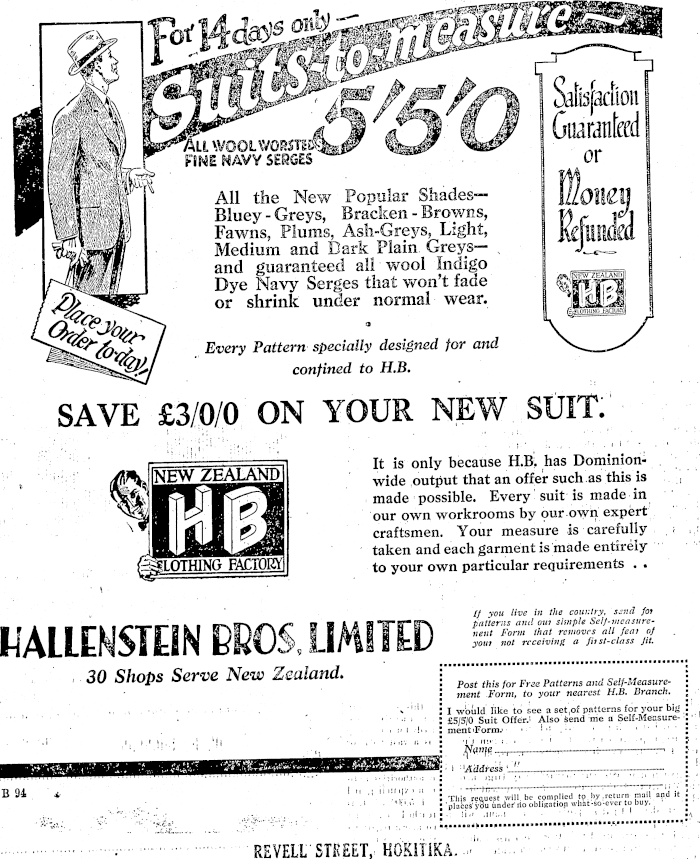 For 14 days only —
Suits-to-measure
5'5'0
ALL WOOL WORSTEDS
FINE NAVY SERGES
All the New Popular Shades—
Bluey-Greys, Bracken-Browns,
Fawns, Plums, Ash-Greys, Light,
Medium and Dark Plain Greys—
and guaranteed all wool Indigo
Dye Navy Serges that won't fade
or shrink under normal wear.
Every Pattern specially designed for and
confined to H.B.
Satisfaction
Guaranteed
or
Money
Refunded
NEW ZEALAND
HB
CLOTHING FACTORY
Place your
Order to-day!
SAVE £3/0/0 ON YOUR NEW SUIT.
NEW ZEALAND
HB
CLOTHING FACTORY
It is only because H.B. has Dominion-
wide output that an offer such as this is
made possible. Every suit is made in
our own workrooms by our own expert
craftsmen. Your measure is carefully
taken and each garment is made entirely
to your own particular requirements . .
HALLENSTEIN BROS. LIMITED
30 Shops Serve New Zealand.
If you live in the country, send for
patterns and our simple Self-measure-
ment Form that removes all fear of
your not receiving a first-class fit.
Post this for Free Patterns and Self-Measure-
ment Form, to your nearest H.B. Branch.
I would like to see a set of patterns for your big
£5/5/0 Suit Offer. Also send me a Self-Measure-
ment Form.
Name
Address
This request will be complied to by return mail and it
places you under no obligation what-so-ever to buy.
B 94
REVELL STREET, HOKITIKA.